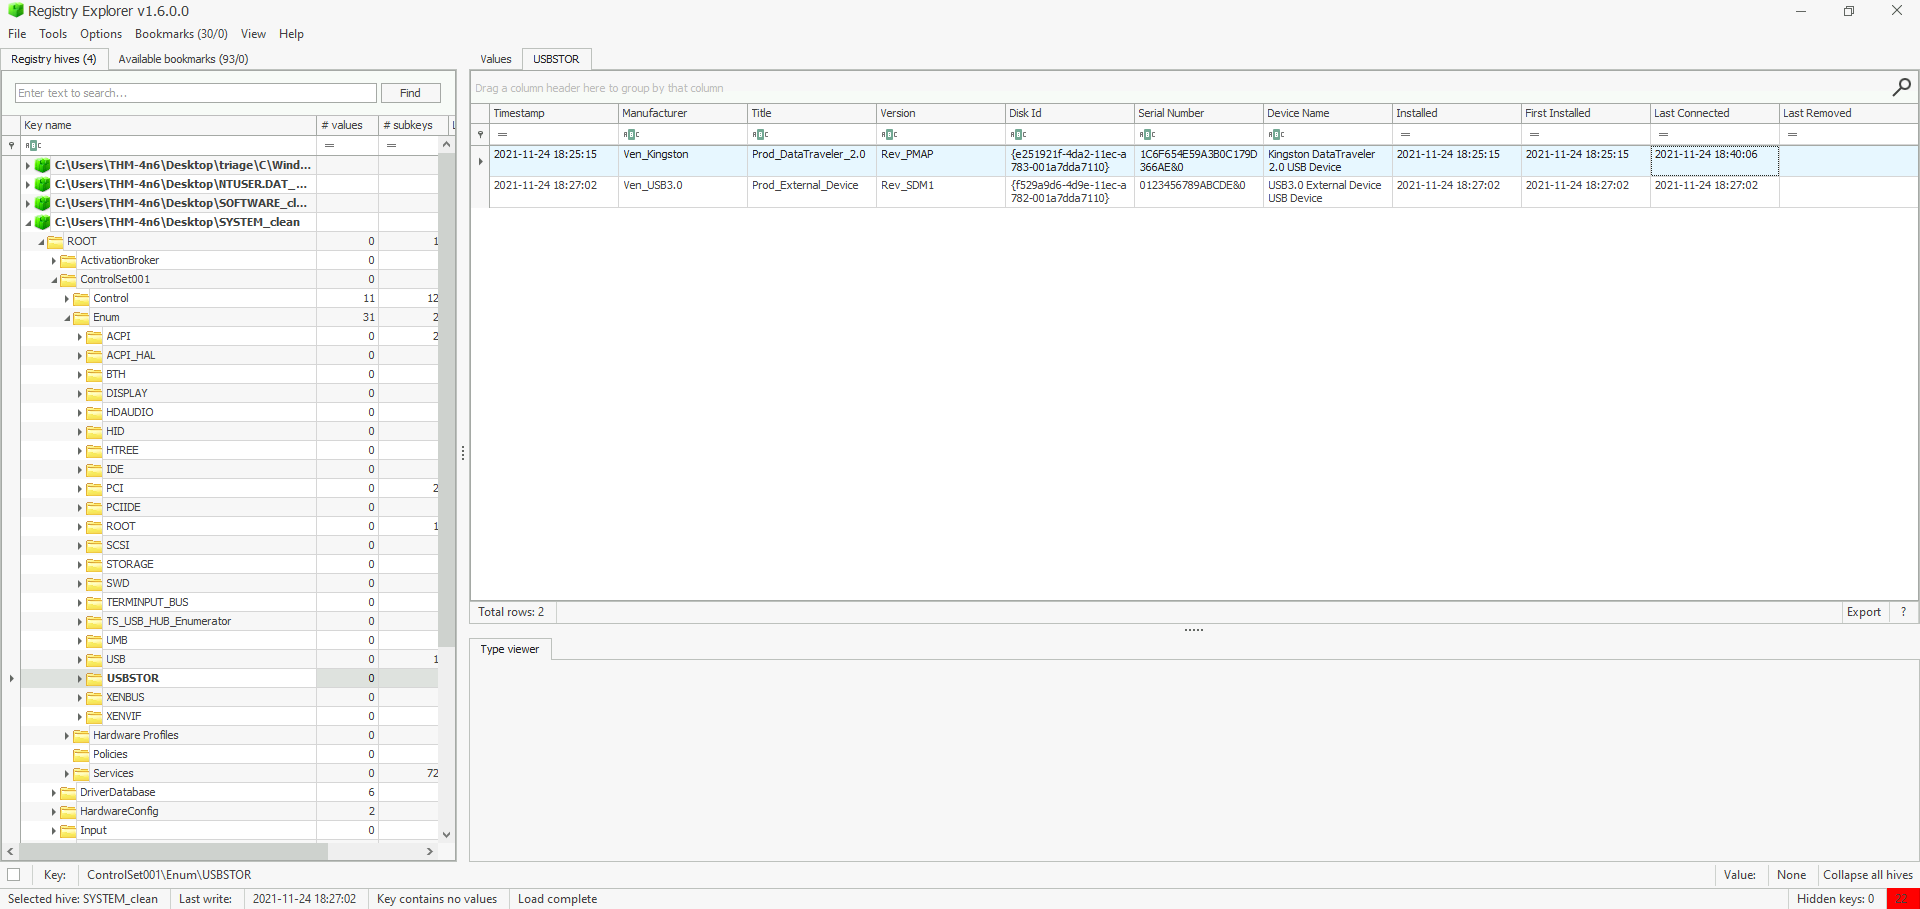 Registry Explorer v1.6.0.0
File Tools Options Bookmarks (30/0) View Help
Registry hives (4) Available bookmarks (93/0)
Enter text to search... Find
Key name # values # subkeys
=  =
C:\Users\THM-4n6\Desktop\triage\C\Wind...
C:\Users\THM-4n6\Desktop\NTUSER.DAT_...
C:\Users\THM-4n6\Desktop\SOFTWARE_cl...
C:\Users\THM-4n6\Desktop\SYSTEM_clean
ROOT 0 1
ActivationBroker 0
ControlSet001 0
Control 11 12
Enum 31 2
ACPI 0 2
ACPI_HAL 0
BTH 0
DISPLAY 0
HDAUDIO 0
HID 0
HTREE 0
IDE 0
PCI 0 2
PCIIDE 0
ROOT 0 1
SCSI 0
STORAGE 0
SWD 0
TERMINPUT_BUS 0
TS_USB_HUB_Enumerator 0
UMB 0
USB 0 1
USBSTOR 0
XENBUS 0
XENVIF 0
Hardware Profiles 0
Policies 0
Services 0 72
DriverDatabase 6
HardwareConfig 2
Input 0
Values USBSTOR
Drag a column header here to group by that column
Timestamp Manufacturer Title Version Disk Id Serial Number Device Name Installed First Installed Last Connected Last Removed
= = = = =
2021-11-24 18:25:15 Ven_Kingston Prod_DataTraveler_2.0 Rev_PMAP {e251921f-4da2-11ec-a 1C6F654E59A3B0C179D Kingston DataTraveler 2021-11-24 18:25:15 2021-11-24 18:25:15 2021-11-24 18:40:06
783-001a7dda7110} 366AE&0 2.0 USB Device
2021-11-24 18:27:02 Ven_USB3.0 Prod_External_Device Rev_SDM1 {f529a9d6-4d9e-11ec-a 0123456789ABCDE&0 USB3.0 External Device 2021-11-24 18:27:02 2021-11-24 18:27:02 2021-11-24 18:27:02
782-001a7dda7110} USB Device
Total rows: 2 Export ?
Type viewer
Key: ControlSet001\Enum\USBSTOR Value: None Collapse all hives
Selected hive: SYSTEM_clean Last write: 2021-11-24 18:27:02 Key contains no values Load complete Hidden keys: 0 22